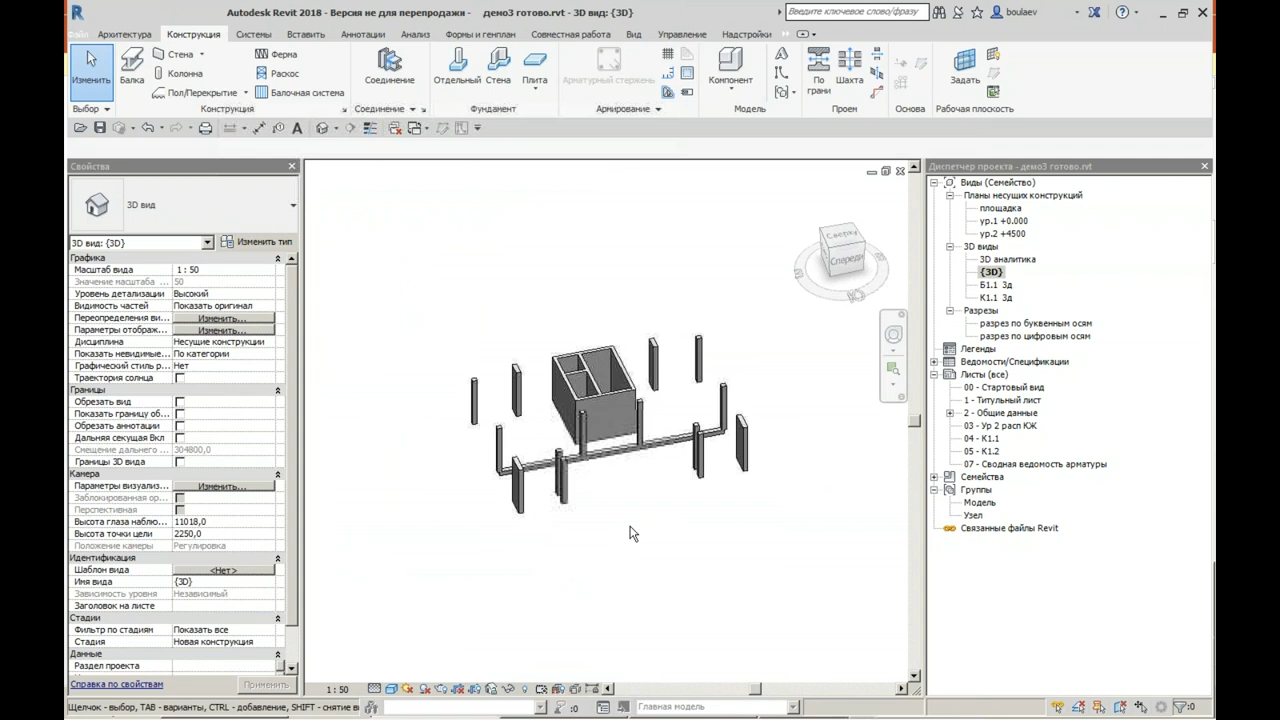 Autodesk Revit 2018 - Версия не для перепродажи -    демо3 готово.rvt - 3D вид: {3D}
Введите ключевое слово/фразу
boulaev
Файл Архитектура Конструкция Системы Вставить Аннотации Анализ Формы и генплан Совместная работа Вид Управление Надстройки
Изменить
Балка
Стена
Колонна
Пол/Перекрытие
Ферма
Раскос
Балочная система
Соединение
Отдельный
Стена
Плита
Арматурный стержень
Компонент
По грани
Шахта
Задать
Выбор Конструкция Соединение Фундамент Армирование Модель Проем Основа Рабочая плоскость
Свойства
3D вид
3D вид: {3D}
Изменить тип
Графика
Масштаб вида 1 : 50
Значение масштаба ... 50
Уровень детализации Высокий
Видимость частей Показать оригинал
Переопределения ви... Изменить...
Параметры отображ... Изменить...
Дисциплина Несущие конструкции
Показать невидимые... По категории
Графический стиль р... Нет
Траектория солнца
Границы
Обрезать вид
Показать границу об...
Обрезать аннотации
Дальняя секущая Вкл
Смещение дальнего ... 304800,0
Границы 3D вида
Камера
Параметры визуализ... Изменить...
Заблокированная ор...
Перспективная
Высота глаза наблю... 11018,0
Высота точки цели 2250,0
Положение камеры Регулировка
Идентификация
Шаблон вида <Нет>
Имя вида {3D}
Зависимость уровня Независимый
Заголовок на листе
Стадии
Фильтр по стадиям Показать все
Стадия Новая конструкция
Данные
Раздел проекта
Справка по свойствам
Применить
Сверху
Спереди
1 : 50
Диспетчер проекта - демо3 готово.rvt
Виды (Семейство)
Планы несущих конструкций
площадка
ур.1 +0.000
ур.2 +4500
3D виды
3D аналитика
{3D}
Б1.1 3д
К1.1 3д
Разрезы
разрез по буквенным осям
разрез по цифровым осям
Легенды
Ведомости/Спецификации
Листы (все)
00 - Стартовый вид
1 - Титульный лист
2 - Общие данные
03 - Ур 2 расп КЖ
04 - К1.1
05 - К1.2
07 - Сводная ведомость арматуры
Семейства
Группы
Модель
Узел
Связанные файлы Revit
Щелчок - выбор, TAB - варианты, CTRL - добавление, SHIFT - снятие в
:0
Главная модель
:0